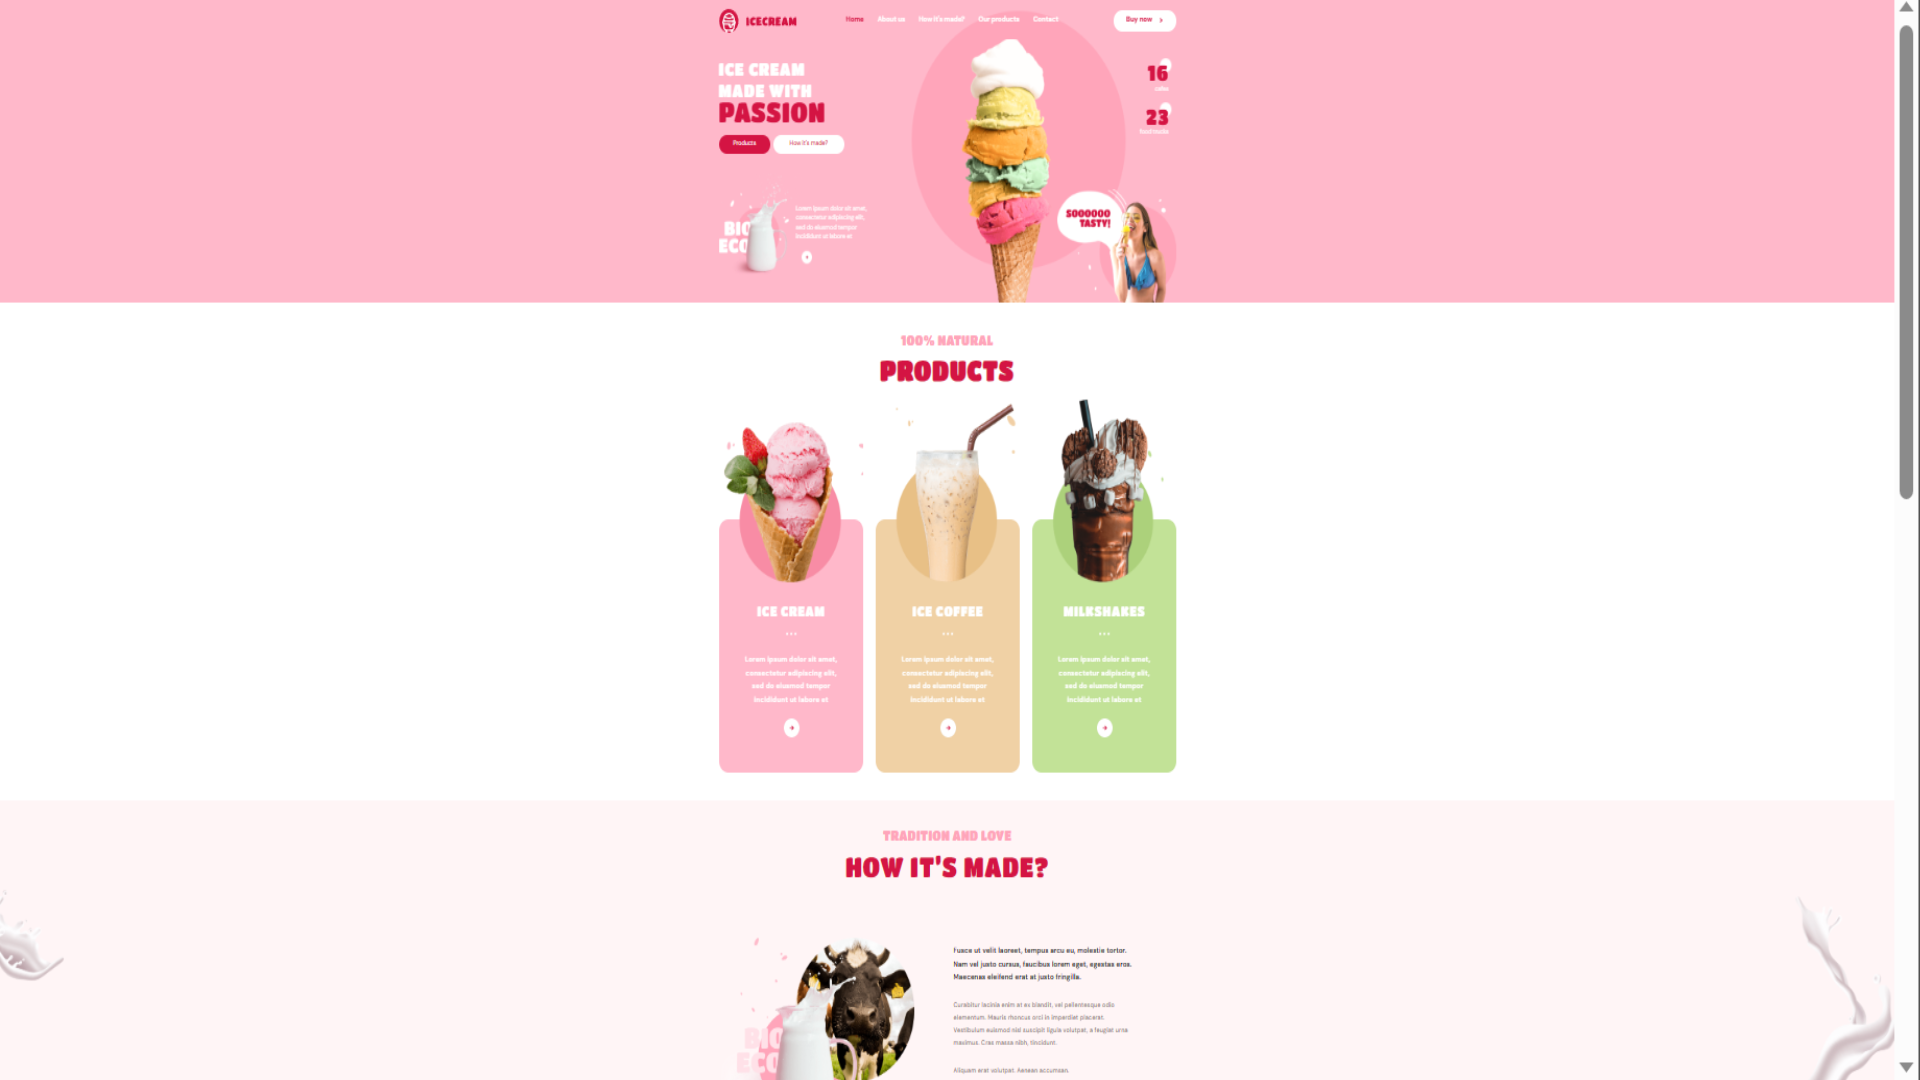 ICECREAM
Home
About us
How it's made?
Our products
Contact
Buy now
ICE CREAM
MADE WITH
PASSION
Products
How it's made?
16
23
BIO
ECO
Lorem ipsum dolor sit amet,
consectetur adipiscing elit,
sed do eiusmod tempor
incididunt ut labore et
SOOOOOO
TASTY!
100% NATURAL
PRODUCTS
ICE CREAM
Lorem ipsum dolor sit amet,
consectetur adipiscing elit,
sed do eiusmod tempor
incididunt ut labore et
ICE COFFEE
Lorem ipsum dolor sit amet,
consectetur adipiscing elit,
sed do eiusmod tempor
incididunt ut labore et
MILKSHAKES
Lorem ipsum dolor sit amet,
consectetur adipiscing elit,
sed do eiusmod tempor
incididunt ut labore et
TRADITION AND LOVE
HOW IT'S MADE?
BIO
ECO
Fusce ut velit laoreet, tempus arcu eu, molestie tortor.
Nam vel justo cursus, faucibus lorem eget, egestas eros.
Maecenas eleifend erat at justo fringilla.
Curabitur lacinia enim at ex blandit, vel pellentesque odio
elementum. Mauris rhoncus orci in imperdiet placerat.
Vestibulum euismod nisl suscipit ligula volutpat, a feugiat urna
maximus. Cras massa nibh, tincidunt.
Aliquam erat volutpat. Aenean accumsan.